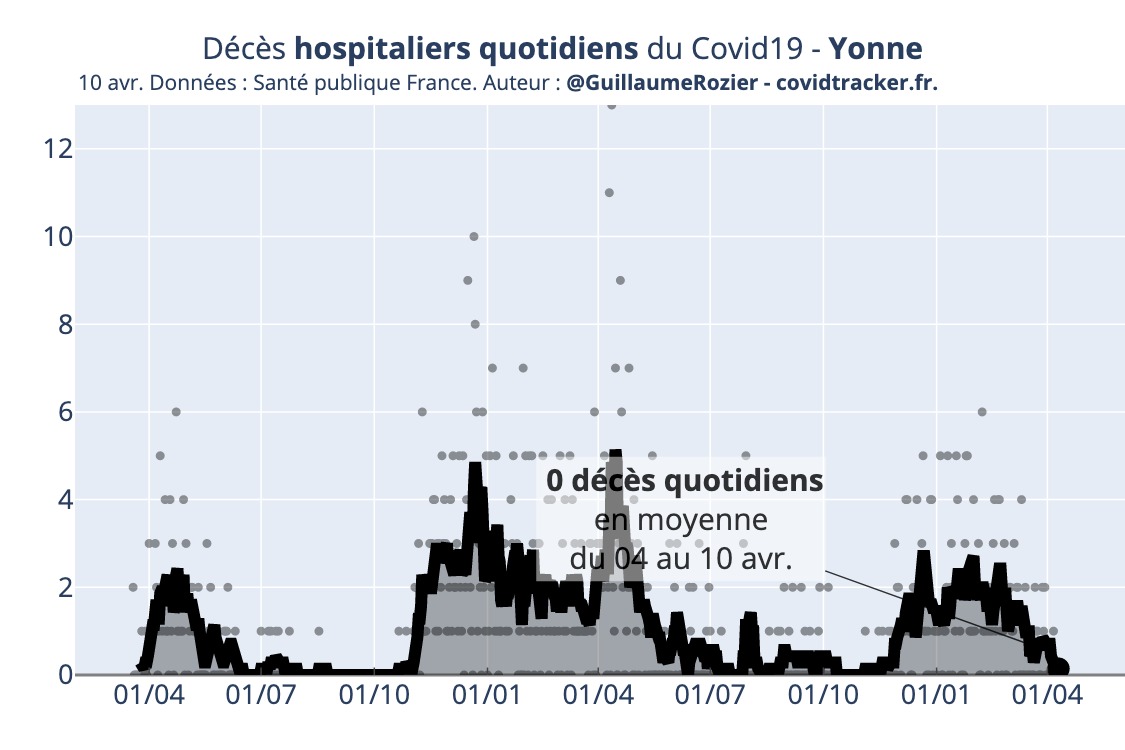 Décès hospitaliers quotidiens du Covid19 - Yonne
10 avr. Données : Santé publique France. Auteur : @GuillaumeRozier - covidtracker.fr.
12
10
8
6
4
2
0
0 décès quotidiens
en moyenne
du 04 au 10 avr.
01/04 01/07 01/10 01/01 01/04 01/07 01/10 01/01 01/04